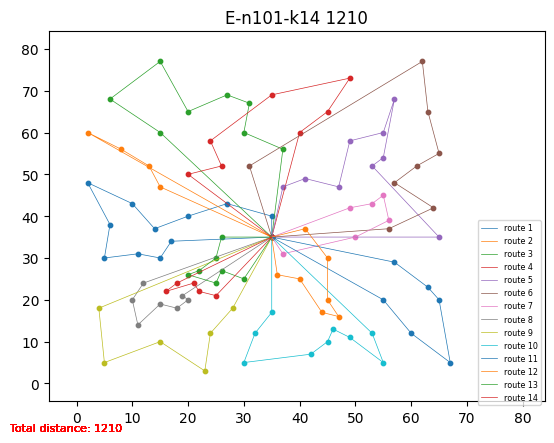 E-n101-k14 1210
80
70
60
50
40
30
20
10
0
route 1
route 2
route 3
route 4
route 5
route 6
route 7
route 8
route 9
route 10
route 11
route 12
route 13
route 14
0 10 20 30 40 50 60 70 80
Total distance: 1210